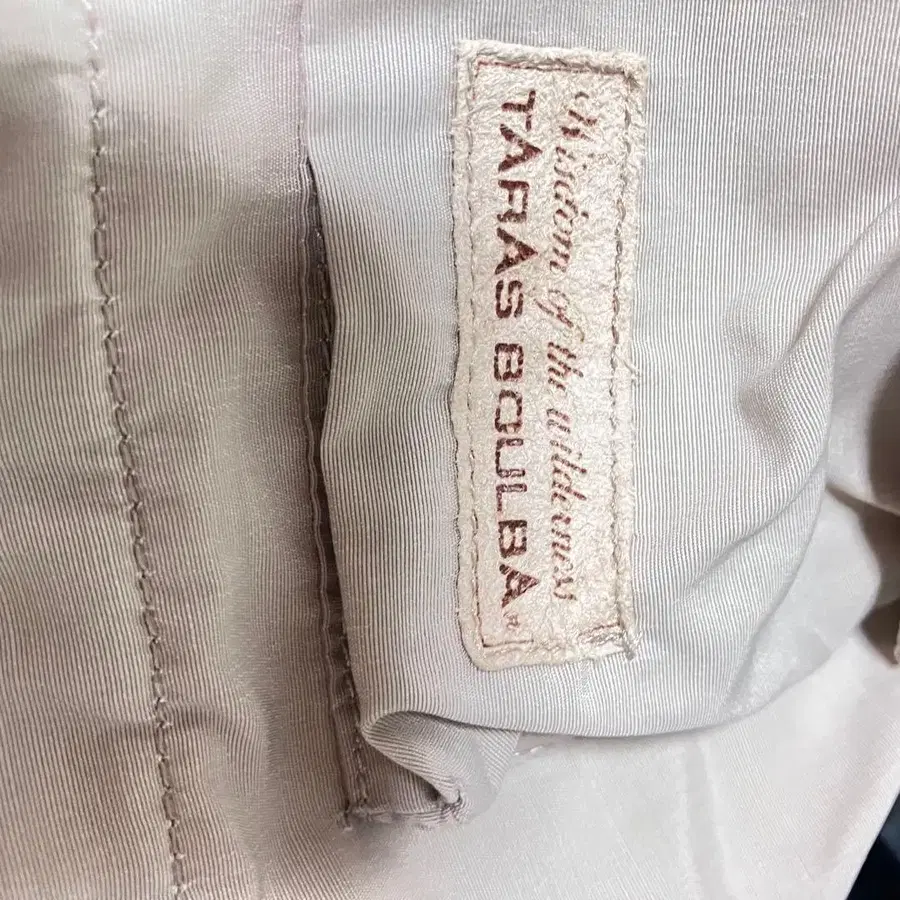 Wisdom of the wilderness
TARAS BOULBA®